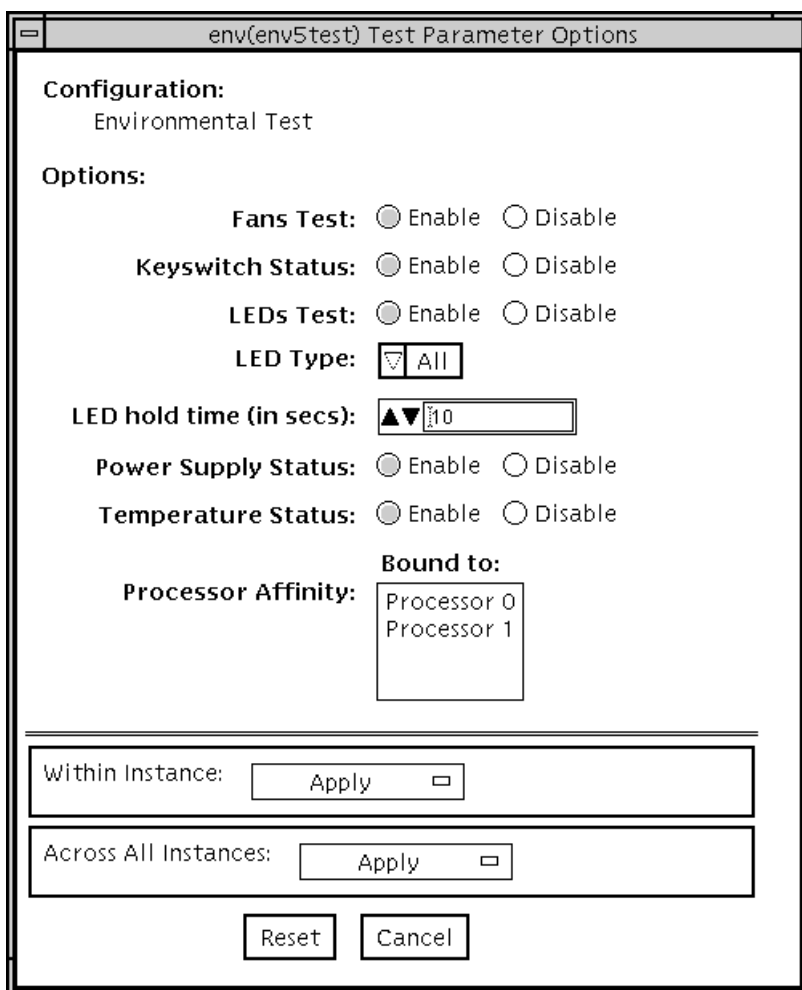 env(env5test) Test Parameter Options
Configuration:
Environmental Test
Options:
Fans Test: Enable Disable
Keyswitch Status: Enable Disable
LEDs Test: Enable Disable
LED Type: All
LED hold time (in secs): 10
Power Supply Status: Enable Disable
Temperature Status: Enable Disable
Bound to:
Processor Affinity:
Processor 0
Processor 1
Within Instance: Apply
Across All Instances: Apply
Reset Cancel